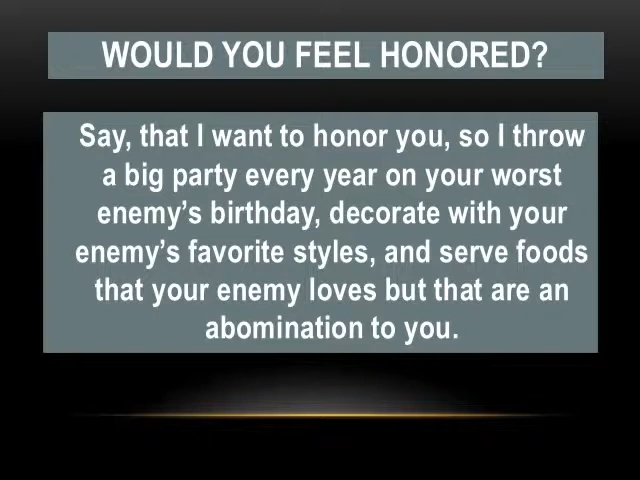 WOULD YOU FEEL HONORED?
Say, that I want to honor you, so I throw
a big party every year on your worst
enemy's birthday, decorate with your
enemy's favorite styles, and serve foods
that your enemy loves but that are an
abomination to you.